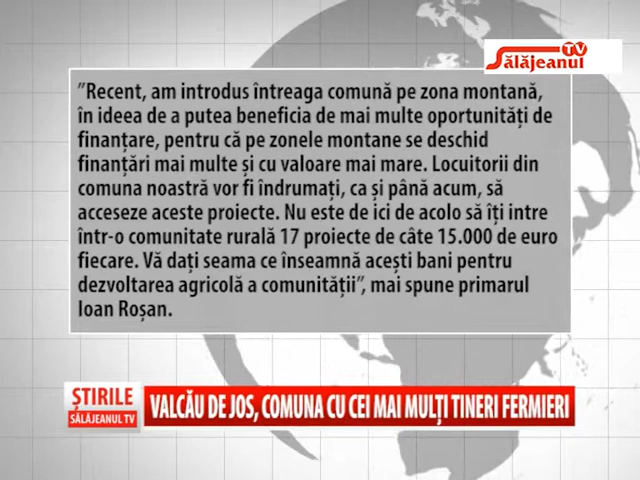 Sălăjeanul TV
”Recent, am introdus întreaga comună pe zona montană,
în ideea de a putea beneficia de mai multe oportunități de
finanțare, pentru că pe zonele montane se deschid
finanțări mai multe și cu valoare mai mare. Locuitorii din
comuna noastră vor fi îndrumați, ca și până acum, să
acceseze aceste proiecte. Nu este de ici de acolo să îți intre
într-o comunitate rurală 17 proiecte de câte 15.000 de euro
fiecare. Vă dați seama ce înseamnă acești bani pentru
dezvoltarea agricolă a comunității”, mai spune primarul
Ioan Roșan.
ȘTIRILE
SĂLĂJEANUL TV
VALCĂU DE JOS, COMUNA CU CEI MAI MULȚI TINERI FERMIERI